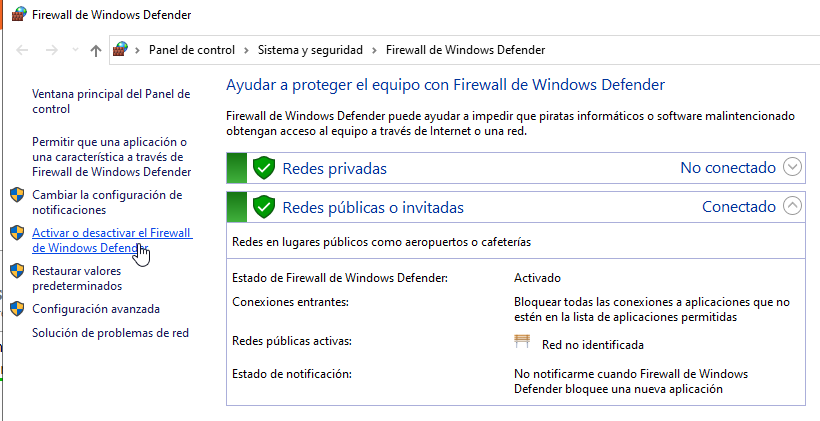 Firewall de Windows Defender
Panel de control > Sistema y seguridad > Firewall de Windows Defender
Ventana principal del Panel de
control
Permitir que una aplicación o
una característica a través de
Firewall de Windows Defender
Cambiar la configuración de
notificaciones
Activar o desactivar el Firewall
de Windows Defender
Restaurar valores
predeterminados
Configuración avanzada
Solución de problemas de red
Ayudar a proteger el equipo con Firewall de Windows Defender
Firewall de Windows Defender puede ayudar a impedir que piratas informáticos o software malintencionado
obtengan acceso al equipo a través de Internet o una red.
Redes privadas No conectado
Redes públicas o invitadas Conectado
Redes en lugares públicos como aeropuertos o cafeterías
Estado de Firewall de Windows Defender: Activado
Conexiones entrantes: Bloquear todas las conexiones a aplicaciones que no
estén en la lista de aplicaciones permitidas
Redes públicas activas: Red no identificada
Estado de notificación: No notificarme cuando Firewall de Windows
Defender bloquee una nueva aplicación